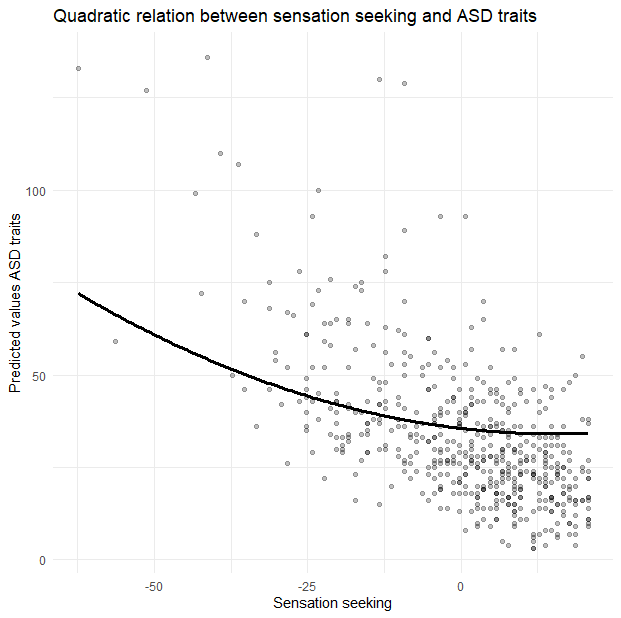 Quadratic relation between sensation seeking and ASD traits
Predicted values ASD traits
100
50
0
-50
-25
0
Sensation seeking